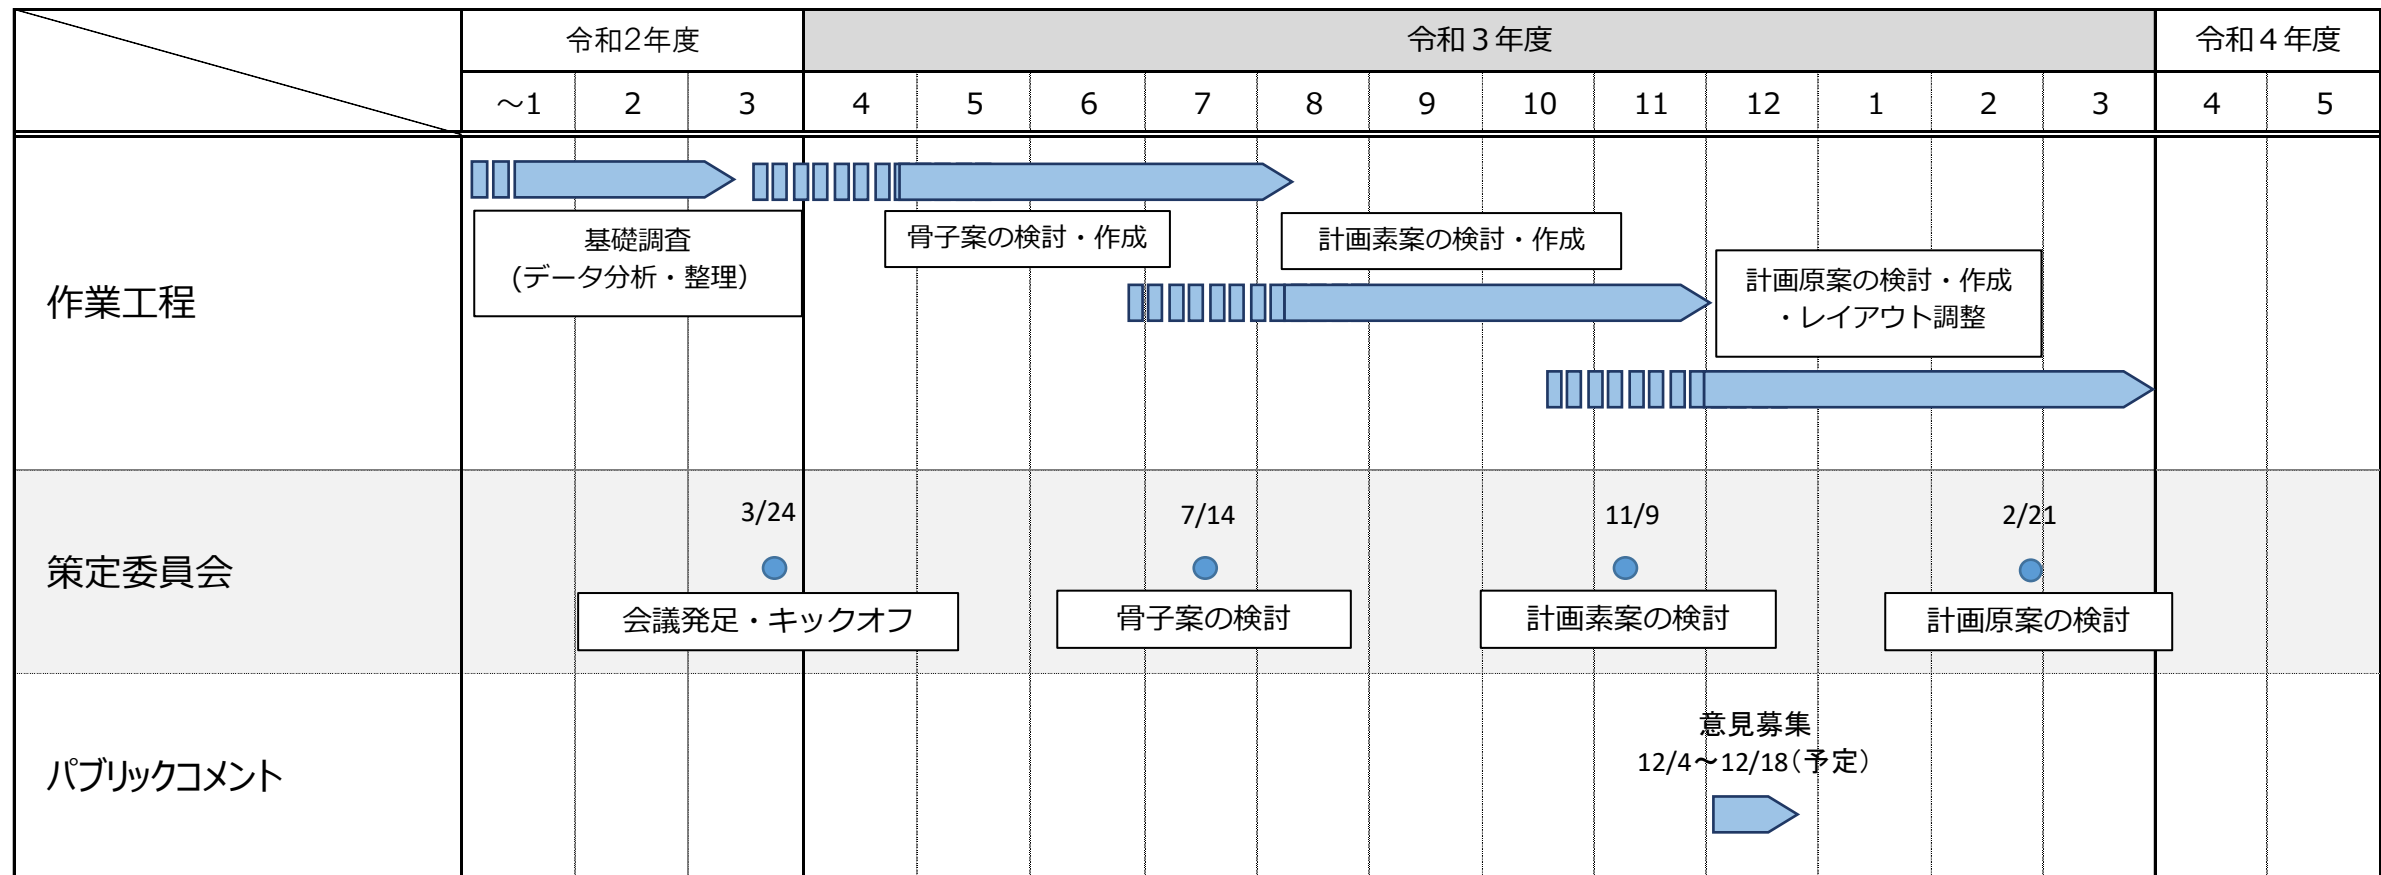 令和2年度
令和３年度
令和４年度
～1
2
3
4
5
6
7
8
9
10
11
12
1
2
3
4
5
作業工程
基礎調査
(データ分析・整理）
骨子案の検討・作成
計画素案の検討・作成
計画原案の検討・作成
・レイアウト調整
策定委員会
3/24
会議発足・キックオフ
7/14
骨子案の検討
11/9
計画素案の検討
2/21
計画原案の検討
パブリックコメント
意見募集
12/4～12/18（予定）